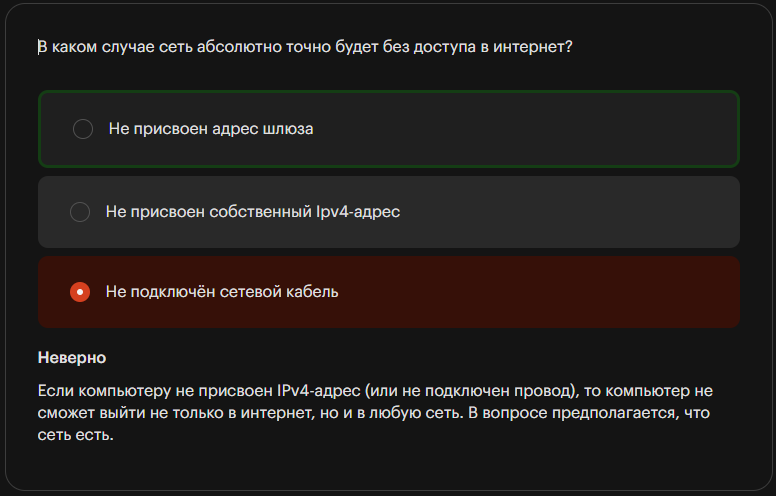 В каком случае сеть абсолютно точно будет без доступа в интернет?
Не присвоен адрес шлюза
Не присвоен собственный Ipv4-адрес
Не подключён сетевой кабель
Неверно
Если компьютеру не присвоен IPv4-адрес (или не подключен провод), то компьютер не
сможет выйти не только в интернет, но и в любую сеть. В вопросе предполагается, что
сеть есть.